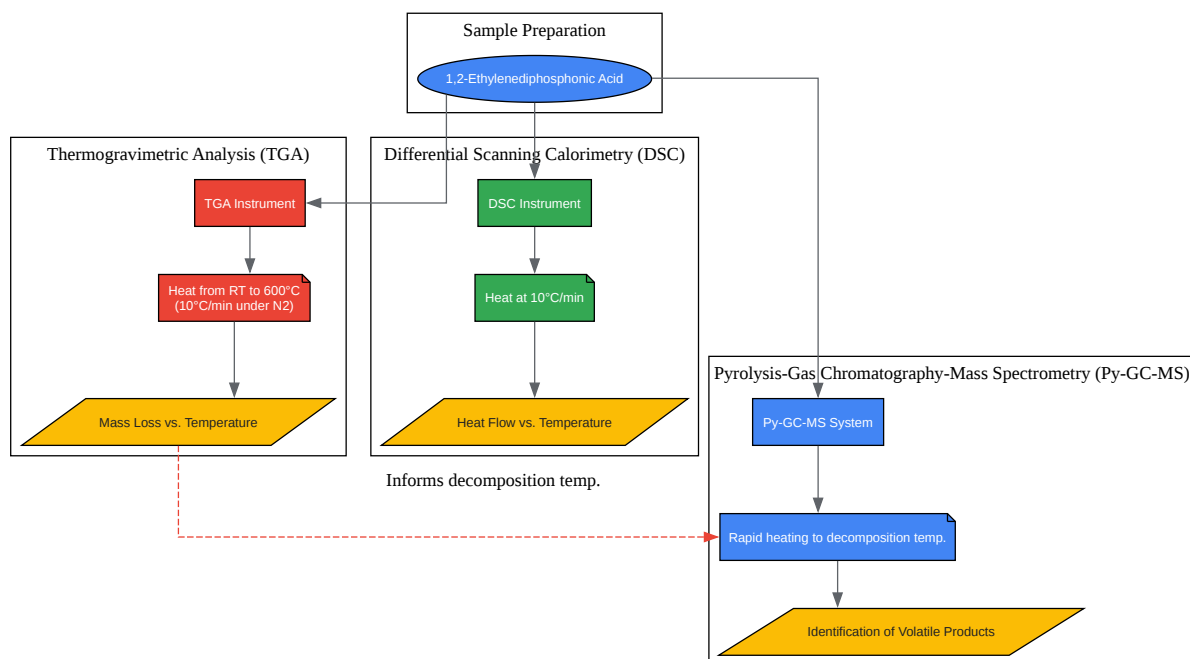 Sample Preparation
1,2-Ethylenediphosphonic Acid
Thermogravimetric Analysis (TGA)
TGA Instrument
Heat from RT to 600°C
(10°C/min under N2)
Mass Loss vs. Temperature
Differential Scanning Calorimetry (DSC)
DSC Instrument
Heat at 10°C/min
Heat Flow vs. Temperature
Informs decomposition temp.
Pyrolysis-Gas Chromatography-Mass Spectrometry (Py-GC-MS)
Py-GC-MS System
Rapid heating to decomposition temp.
Identification of Volatile Products